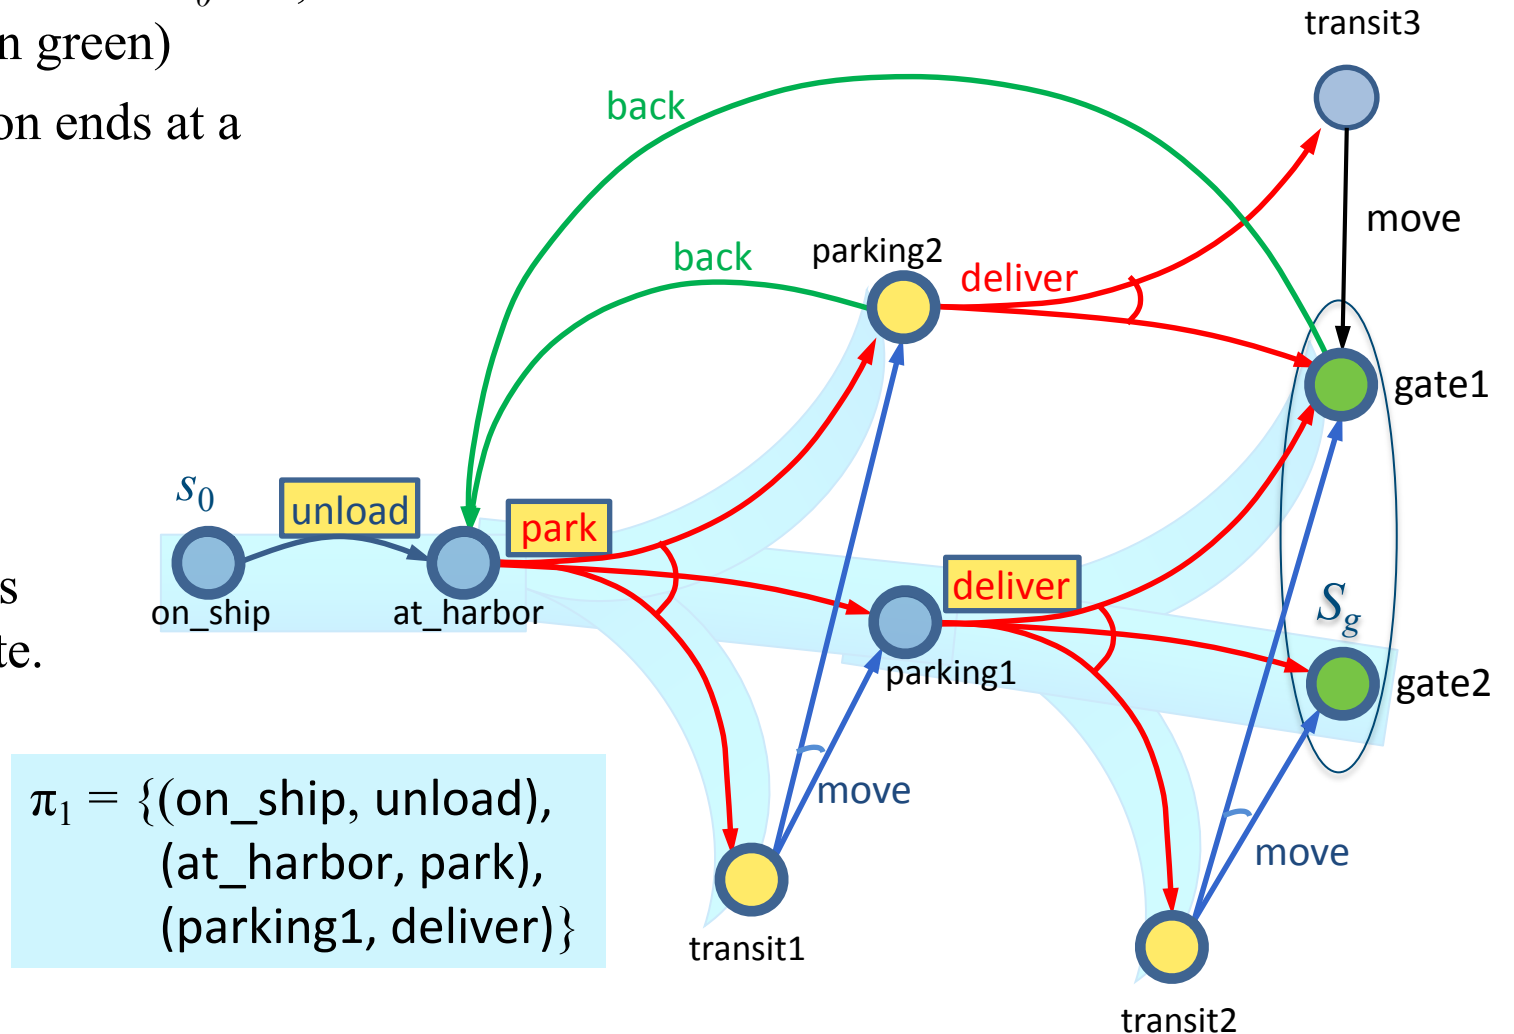 n green)
on ends at a
s
te.
transit3
back
move
parking2
back
deliver
gate1
s0
unload
park
on_ship
at_harbor
deliver
Sg
parking1
gate2
move
move
π1 = {(on_ship, unload),
(at_harbor, park),
(parking1, deliver)}
transit1
transit2